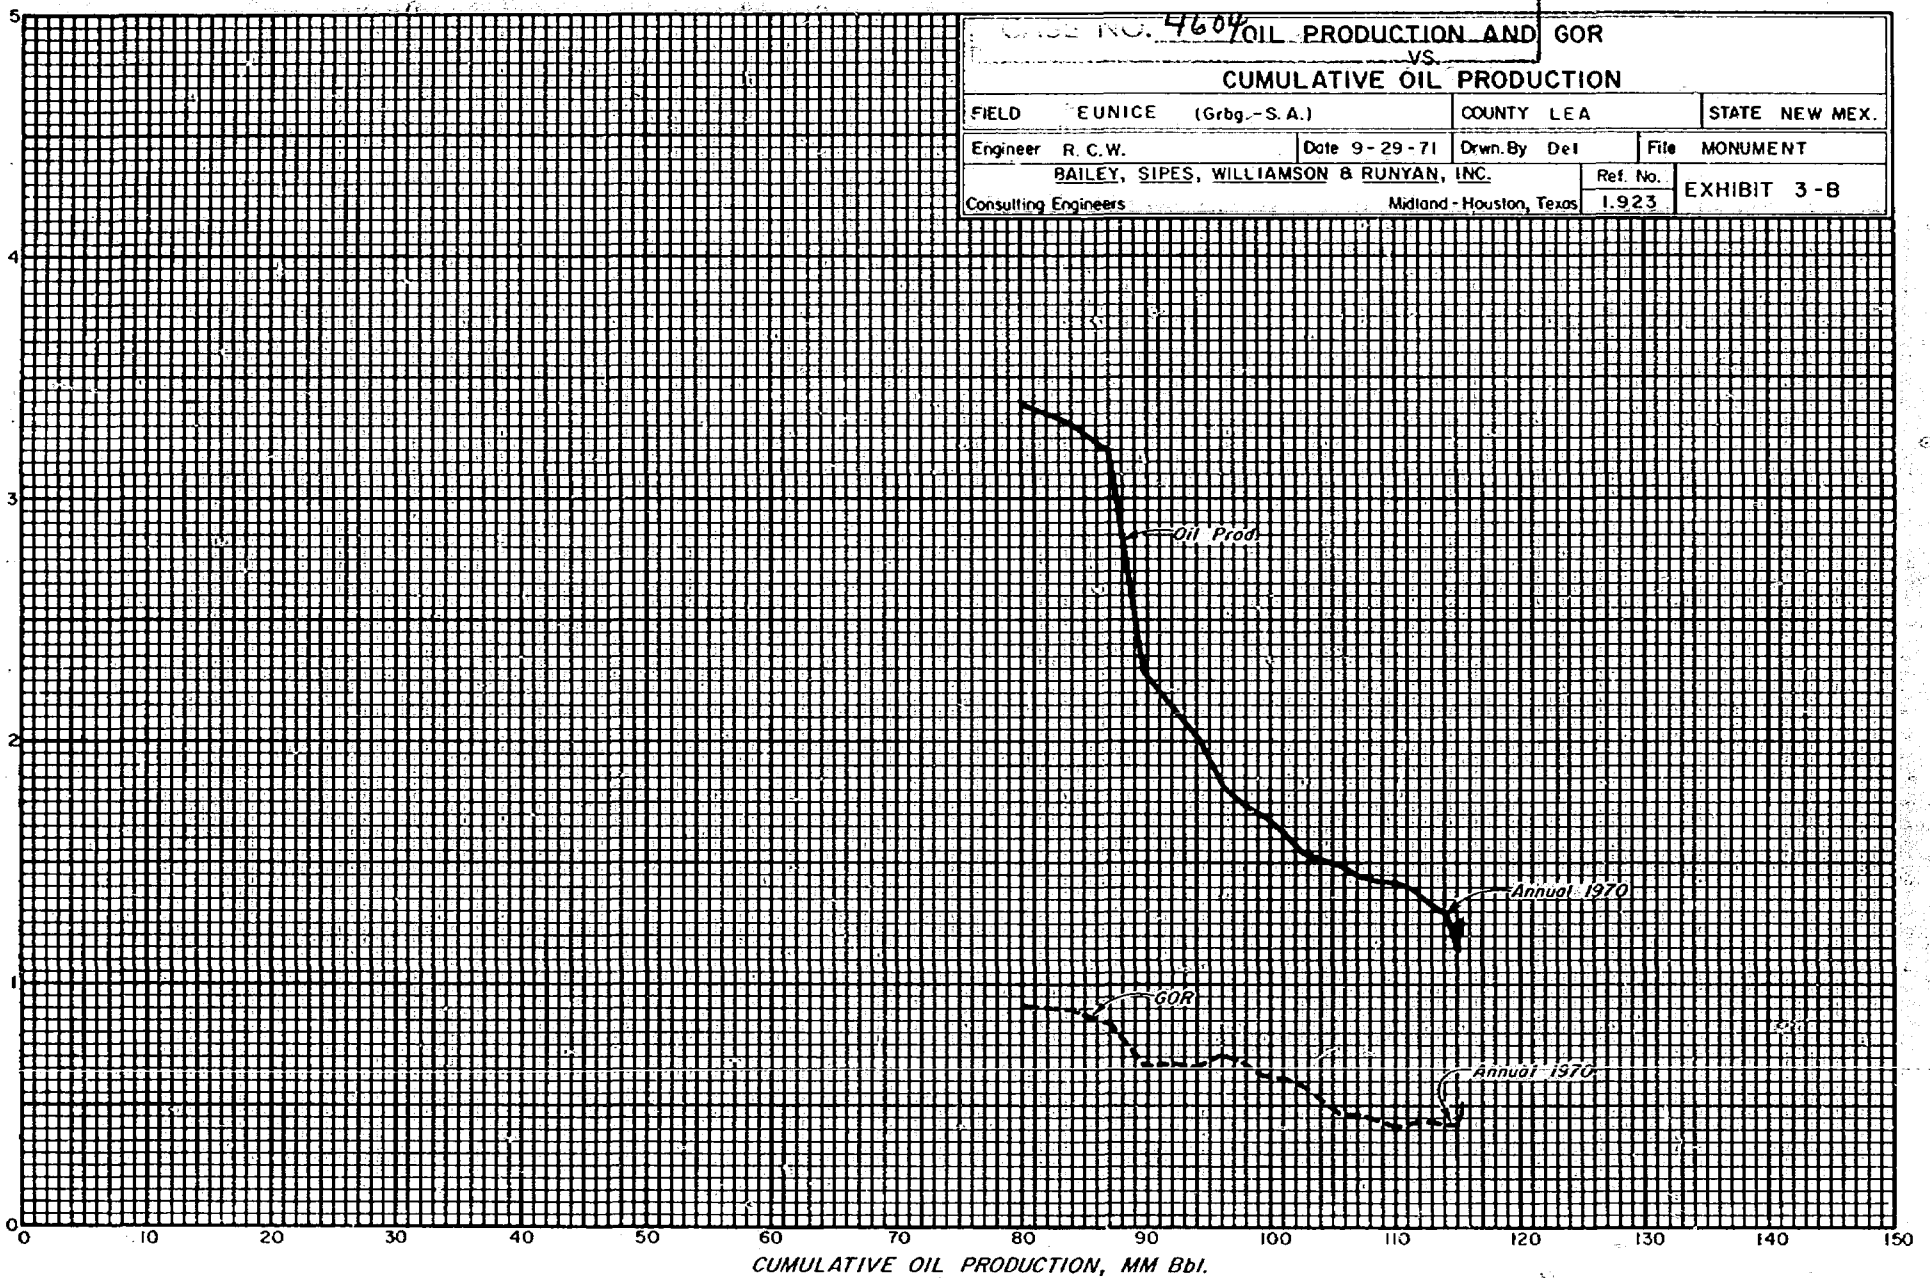 CASE NO. 4604
OIL PRODUCTION AND GOR
VS.
CUMULATIVE OIL PRODUCTION
FIELD EUNICE (Grbg.-S.A.) COUNTY LEA STATE NEW MEX.
Engineer R.C.W. Date 9-29-71 Drwn. By Del File MONUMENT
BAILEY, SIPES, WILLIAMSON & RUNYAN, INC.
Consulting Engineers Midland - Houston, Texas
Ref. No.
1.923
EXHIBIT 3-B
5
4
3
2
1
0
Oil Prod.
Annual 1970
GOR
Annual 1970
0 10 20 30 40 50 60 70 80 90 100 110 120 130 140 150
CUMULATIVE OIL PRODUCTION, MM Bbl.